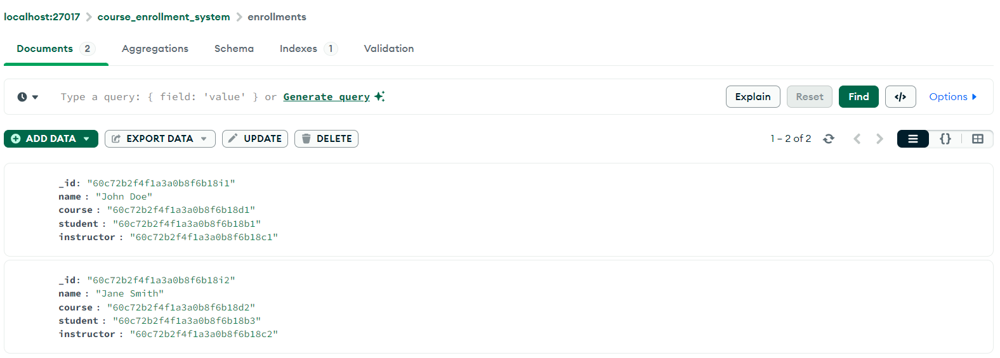 localhost:27017 > course_enrollment_system > enrollments
Documents 2 Aggregations Schema Indexes 1 Validation
Type a query: { field: 'value' } or Generate query Explain Reset Find </> Options
ADD DATA EXPORT DATA UPDATE DELETE 1 – 2 of 2 {}
_id: "60c72b2f4f1a3a0b8f6b18i1"
name : "John Doe"
course : "60c72b2f4f1a3a0b8f6b18d1"
student : "60c72b2f4f1a3a0b8f6b18b1"
instructor : "60c72b2f4f1a3a0b8f6b18c1"
_id: "60c72b2f4f1a3a0b8f6b18i2"
name : "Jane Smith"
course : "60c72b2f4f1a3a0b8f6b18d2"
student : "60c72b2f4f1a3a0b8f6b18b3"
instructor : "60c72b2f4f1a3a0b8f6b18c2"